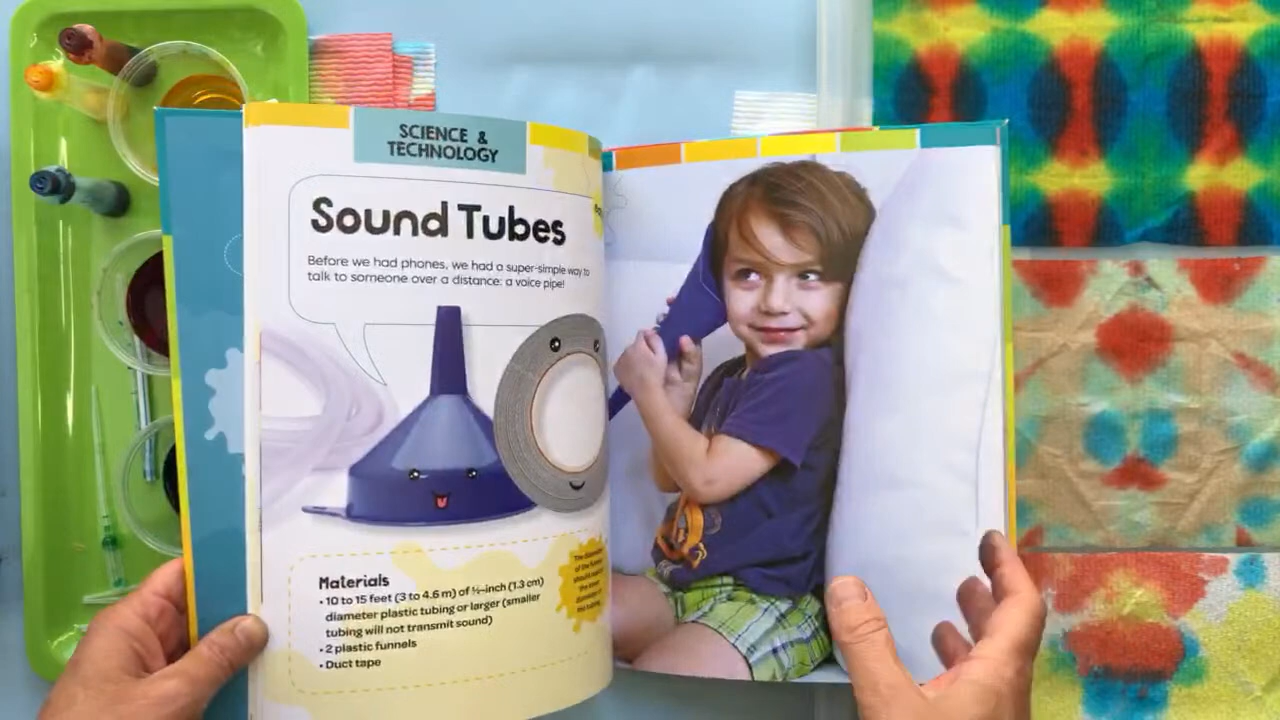 SCIENCE &
TECHNOLOGY
Sound Tubes
Before we had phones, we had a super-simple way to
talk to someone over a distance: a voice pipe!
Materials
• 10 to 15 feet (3 to 4.6 m) of ½-inch (1.3 cm)
diameter plastic tubing or larger (smaller
tubing will not transmit sound)
• 2 plastic funnels
• Duct tape